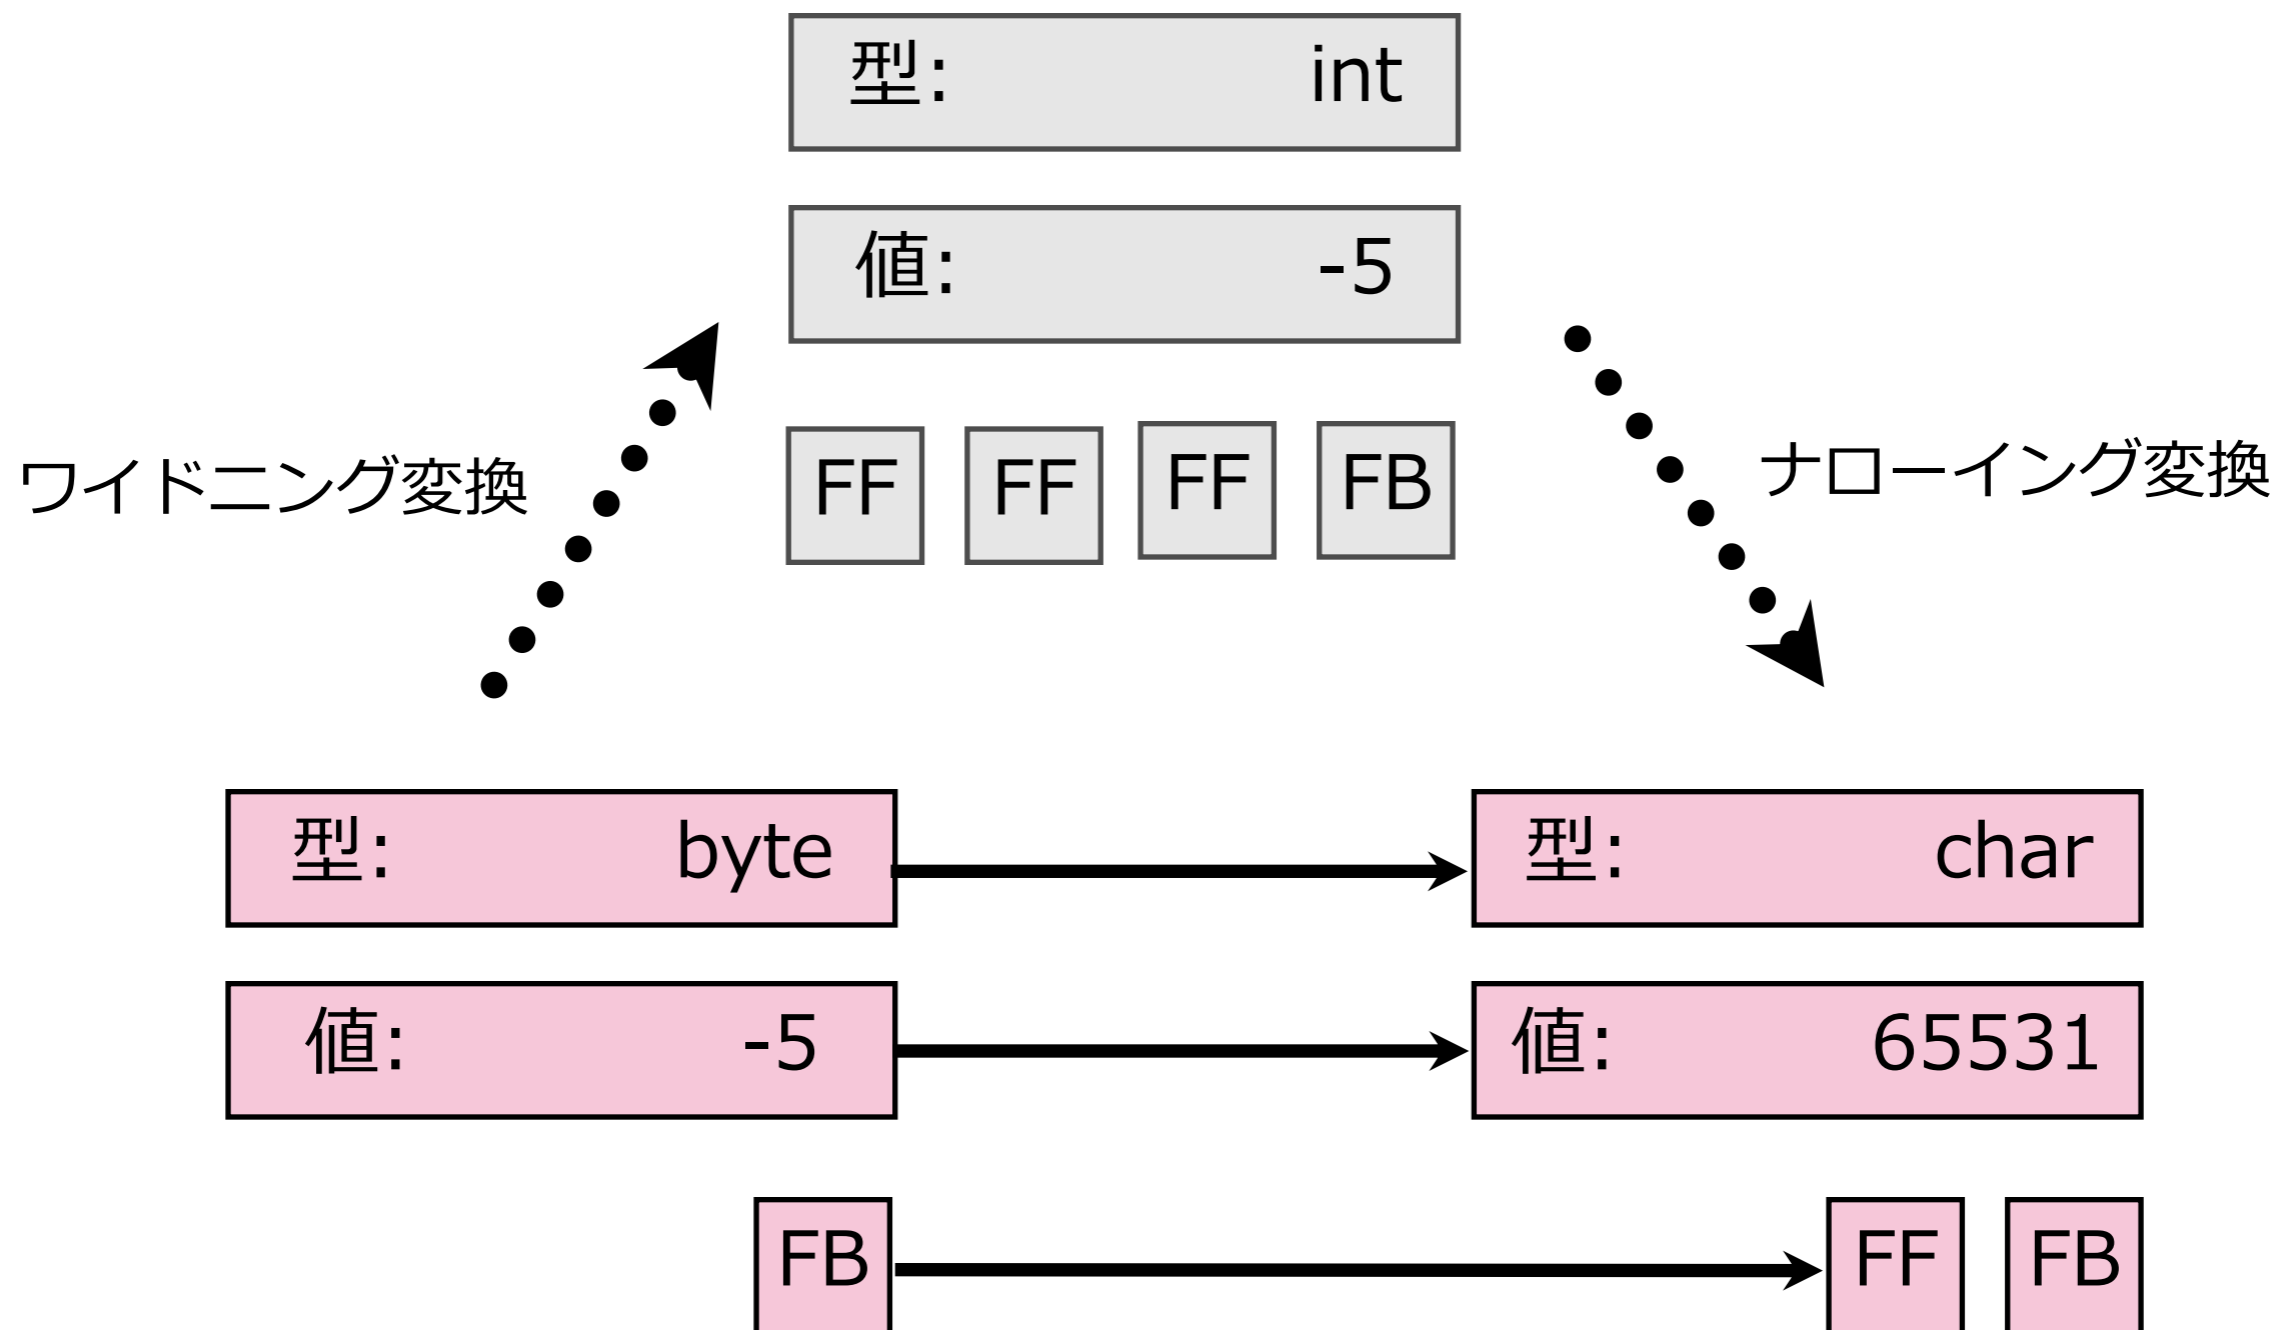 型: int
値: -5
FF FF FF FB
ワイドニング変換
ナローイング変換
型: byte
型: char
値: -5
値: 65531
FB
FF FB